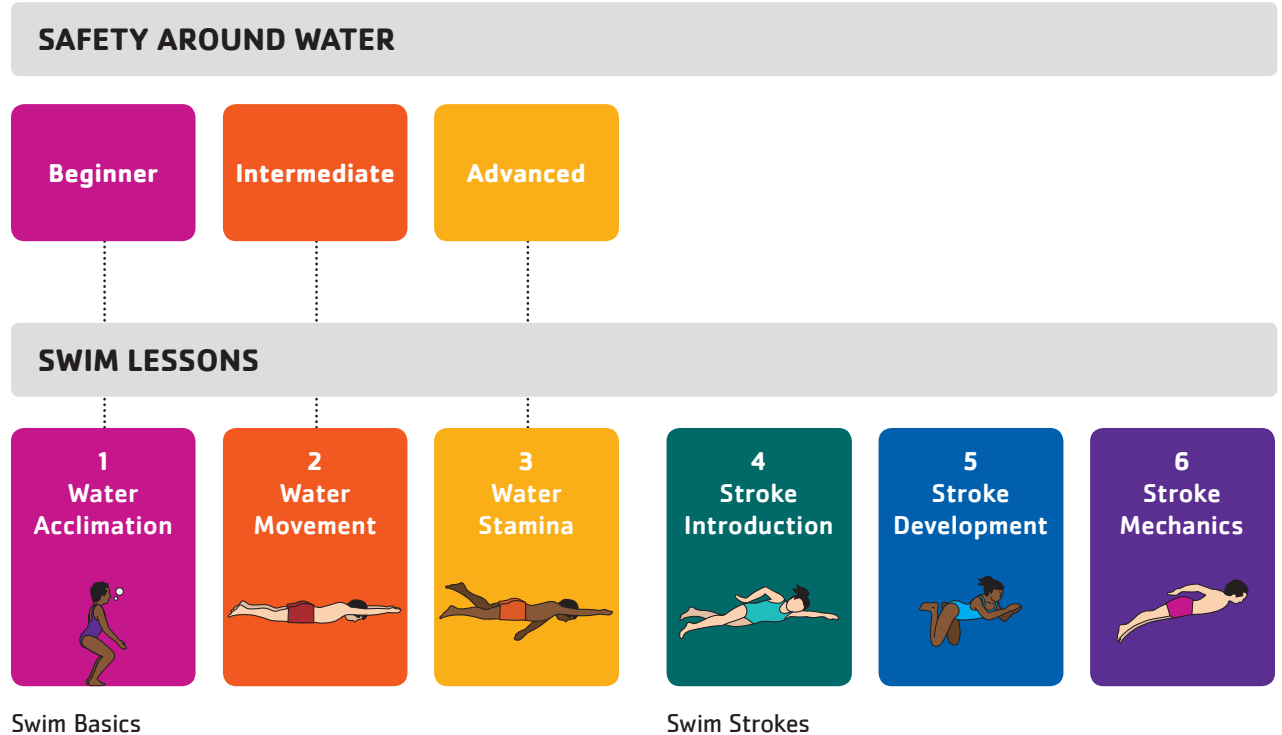 SAFETY AROUND WATER
Beginner
Intermediate
Advanced
SWIM LESSONS
1
Water
Acclimation
2
Water
Movement
3
Water
Stamina
4
Stroke
Introduction
5
Stroke
Development
6
Stroke
Mechanics
Swim Basics
Swim Strokes